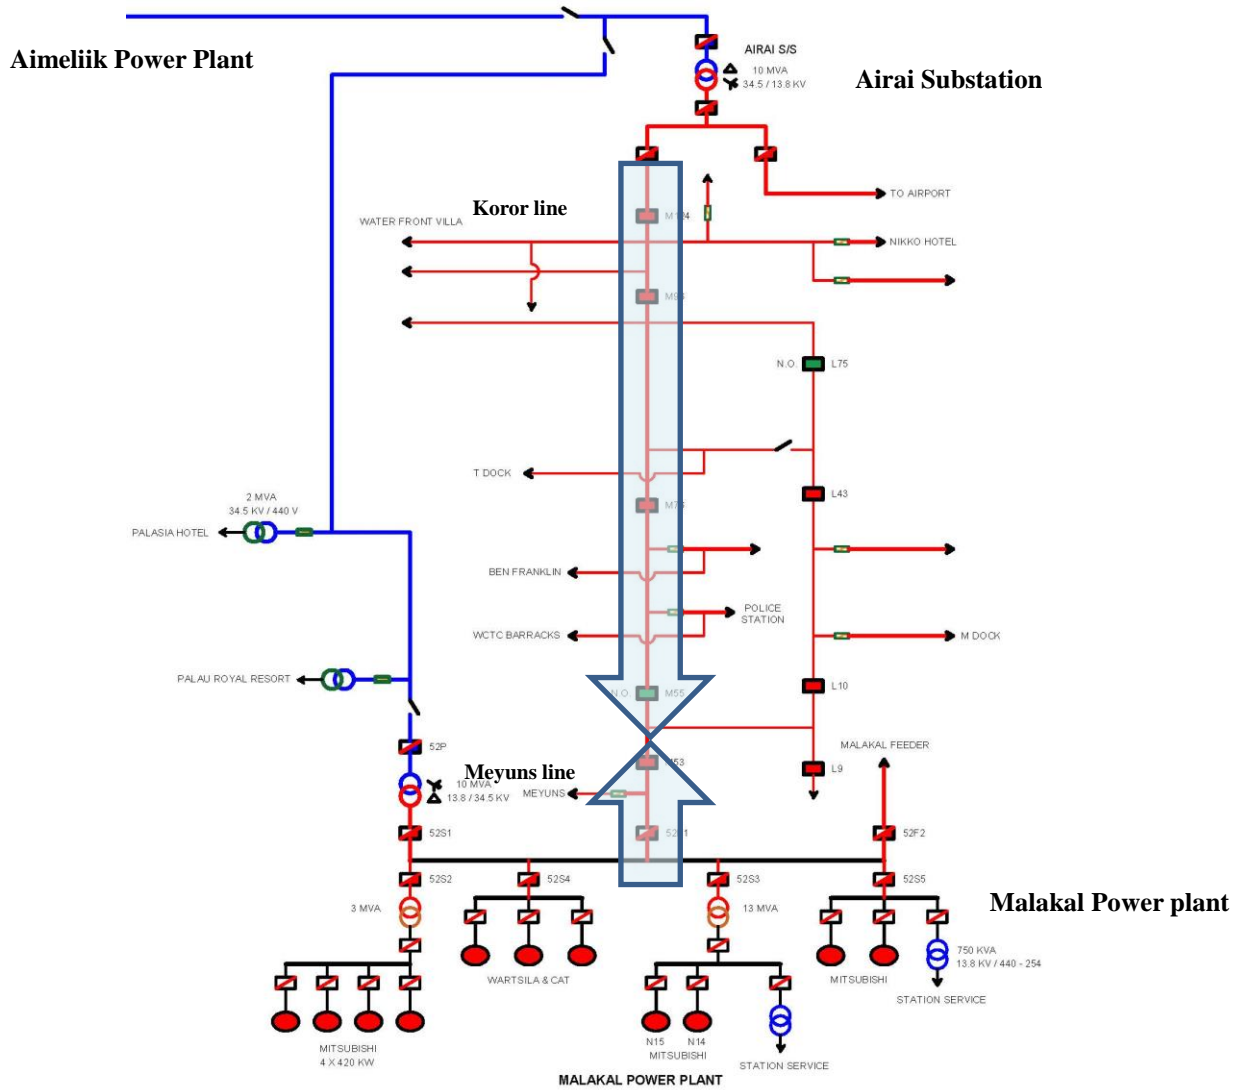 Aimeliik Power Plant
AIRAI S/S
10 MVA
34.5 / 13.8 KV
Airai Substation
TO AIRPORT
Koror line
WATER FRONT VILLA
NIKKO HOTEL
N.O.
L75
T DOCK
L43
2 MVA
34.5 KV / 440 V
PALASIA HOTEL
BEN FRANKLIN
POLICE
STATION
WCTC BARRACKS
M DOCK
PALAU ROYAL RESORT
N.O.
M55
L10
52P
MALAKAL FEEDER
L9
Meyuns line
10 MVA
13.8 / 34.5 KV
MEYUNS
52S1
52F2
52S2
52S4
52S3
52S5
3 MVA
13 MVA
Malakal Power plant
750 KVA
13.8 KV / 440 - 254
WARTSILA & CAT
MITSUBISHI
STATION SERVICE
N15
N14
MITSUBISHI
4 X 420 KW
MITSUBISHI
STATION SERVICE
MALAKAL POWER PLANT